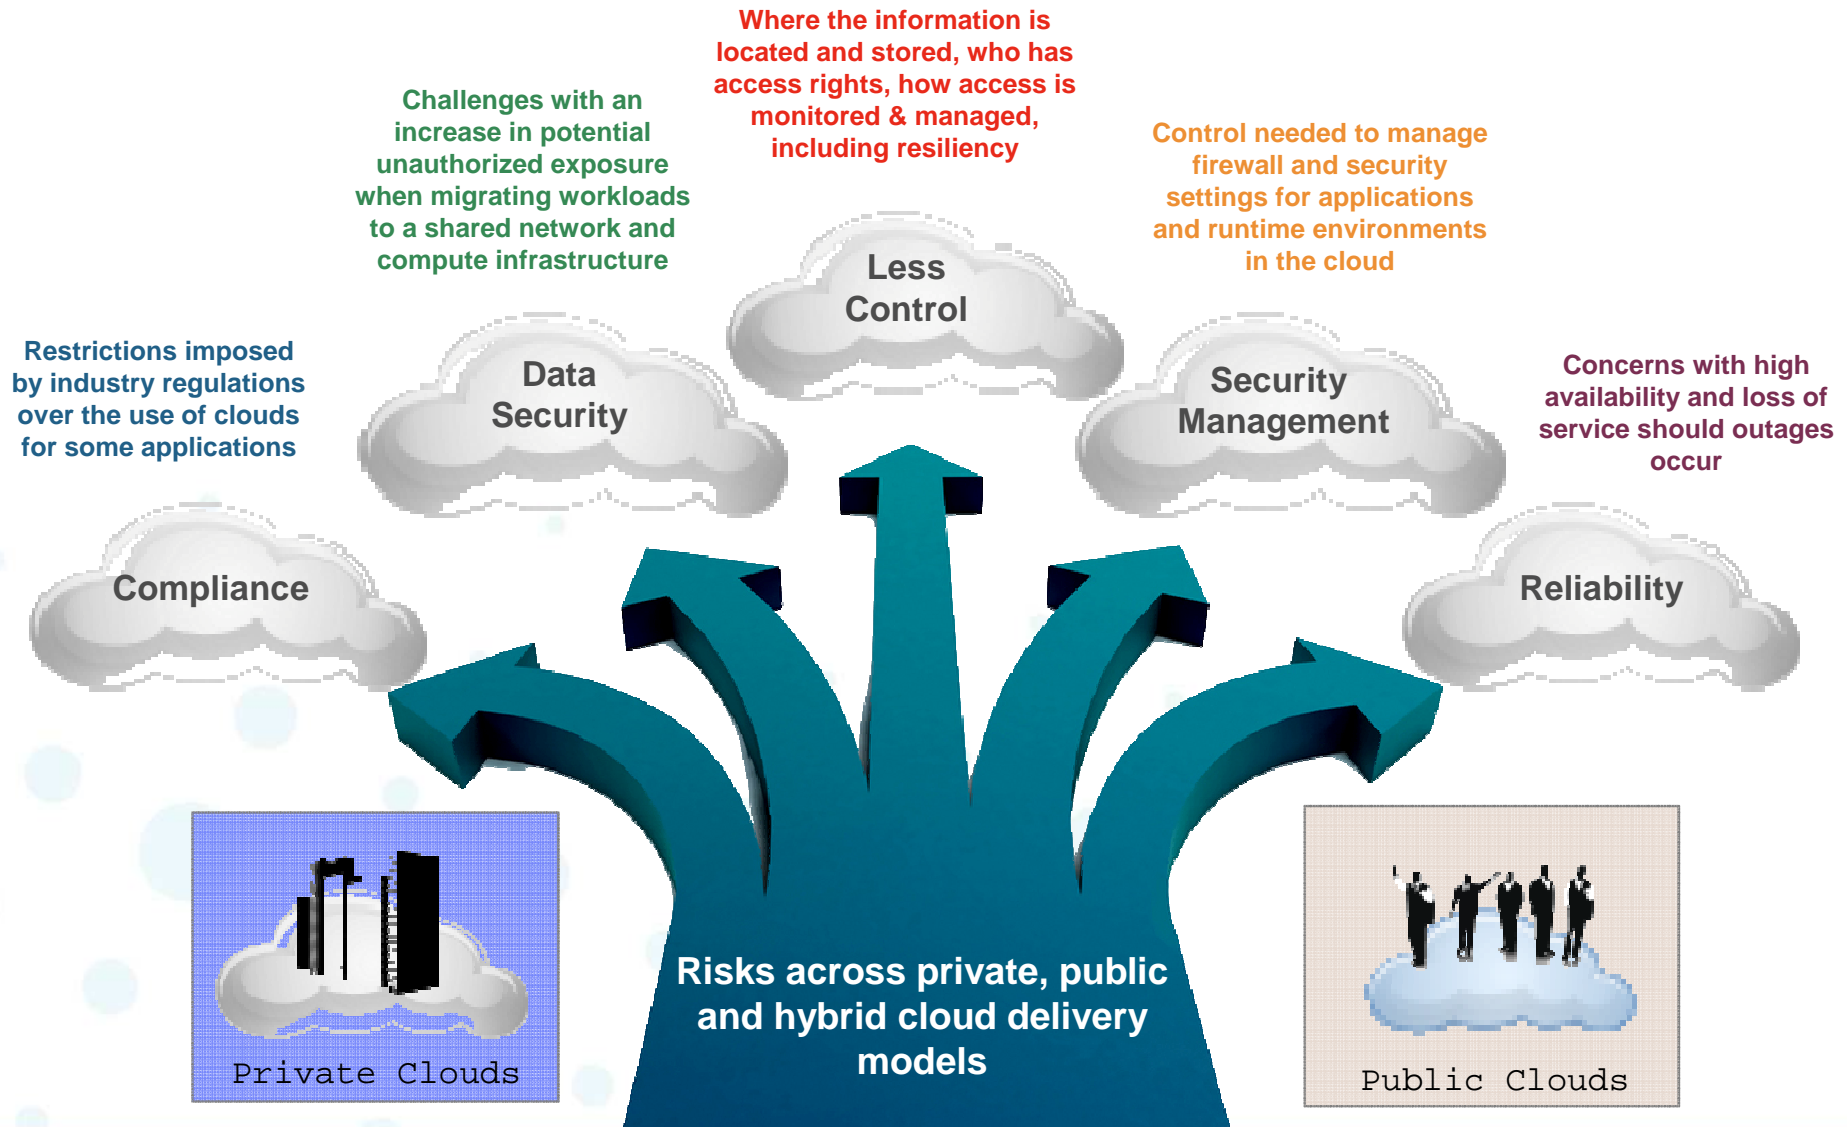 Where the information is
located and stored, who has
access rights, how access is
monitored & managed,
including resiliency
Challenges with an
increase in potential
unauthorized exposure
when migrating workloads
to a shared network and
compute infrastructure
Control needed to manage
firewall and security
settings for applications
and runtime environments
in the cloud
Restrictions imposed
by industry regulations
over the use of clouds
for some applications
Concerns with high
availability and loss of
service should outages
occur
Less
Control
Data
Security
Security
Management
Compliance
Reliability
Risks across private, public
and hybrid cloud delivery
models
Private Clouds
Public Clouds